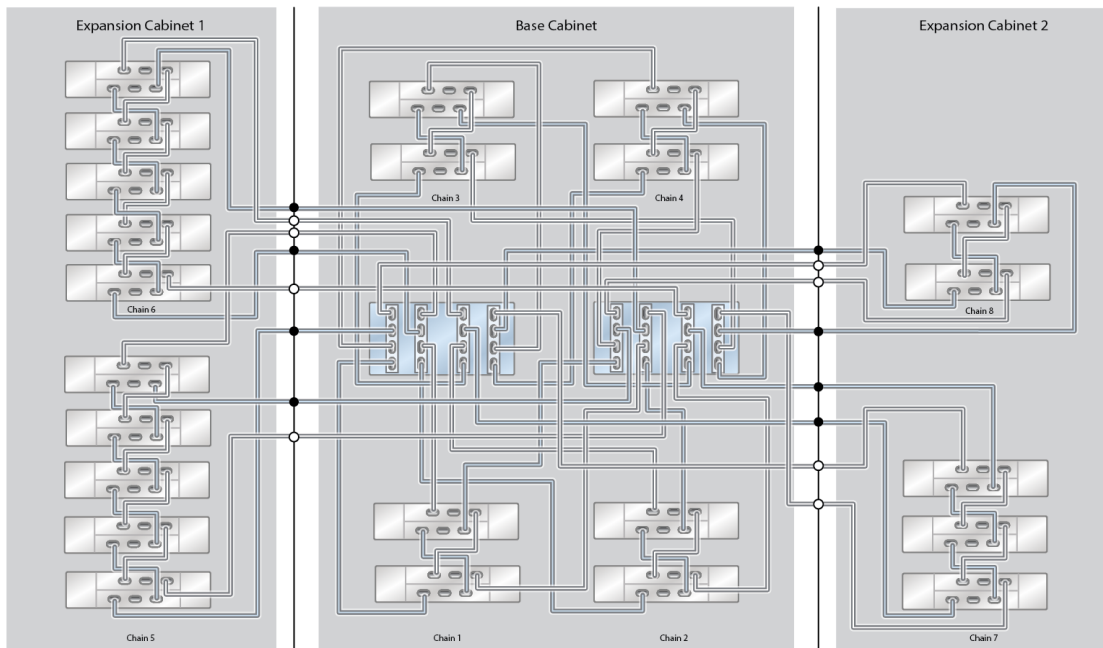 Expansion Cabinet 1
Base Cabinet
Expansion Cabinet 2
Chain 3
Chain 4
Chain 6
Chain 8
Chain 5
Chain 1
Chain 2
Chain 7